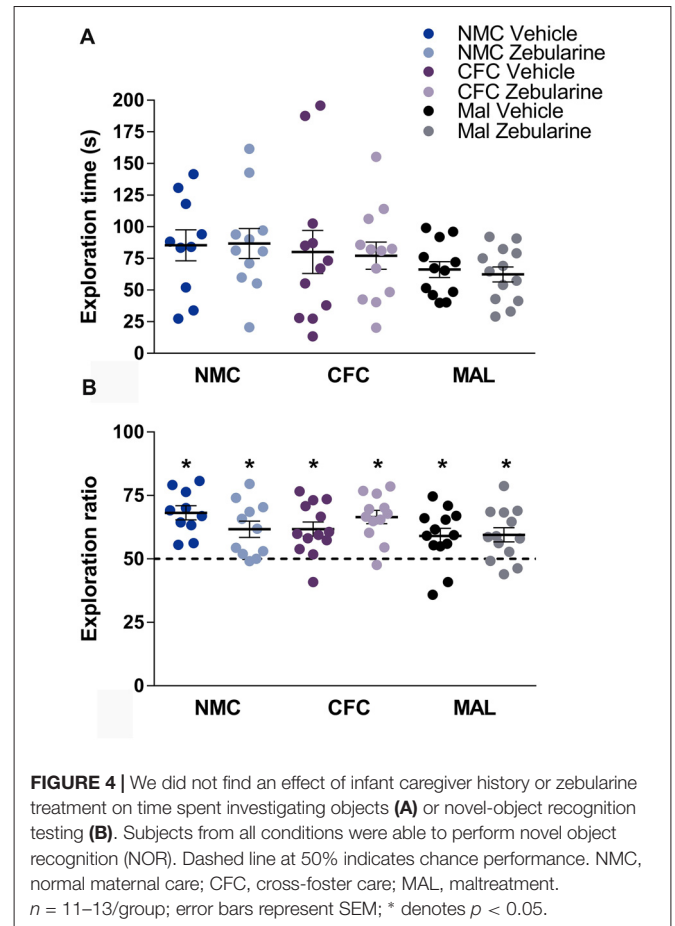 A
NMC Vehicle
NMC Zebularine
CFC Vehicle
CFC Zebularine
Mal Vehicle
Mal Zebularine
Exploration time (s)
200
175
150
125
100
75
50
25
0
NMC CFC MAL
B
Exploration ratio
100
* * * * * *
75
50
25
0
NMC CFC MAL
FIGURE 4 | We did not find an effect of infant caregiver history or zebularine
treatment on time spent investigating objects (A) or novel-object recognition
testing (B). Subjects from all conditions were able to perform novel object
recognition (NOR). Dashed line at 50% indicates chance performance. NMC,
normal maternal care; CFC, cross-foster care; MAL, maltreatment.
n = 11–13/group; error bars represent SEM; * denotes p < 0.05.